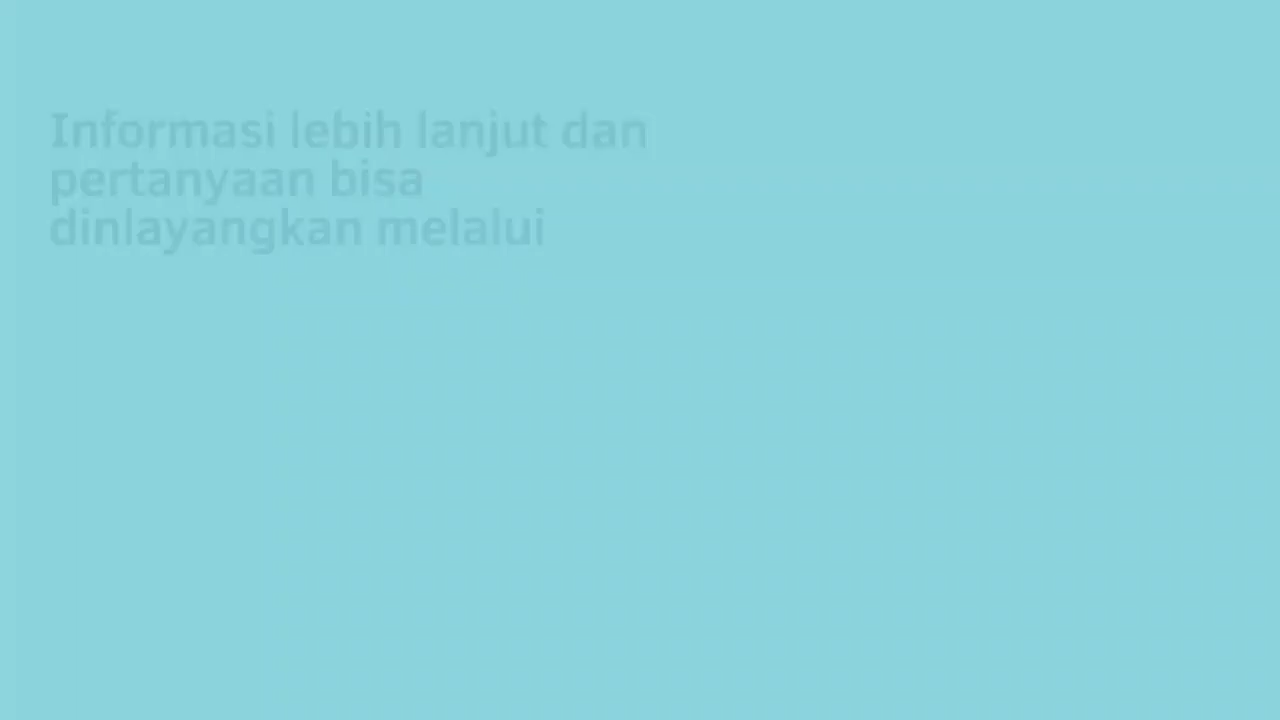 Informasi lebih lanjut dan
pertanyaan bisa
dinlayangkan melalui